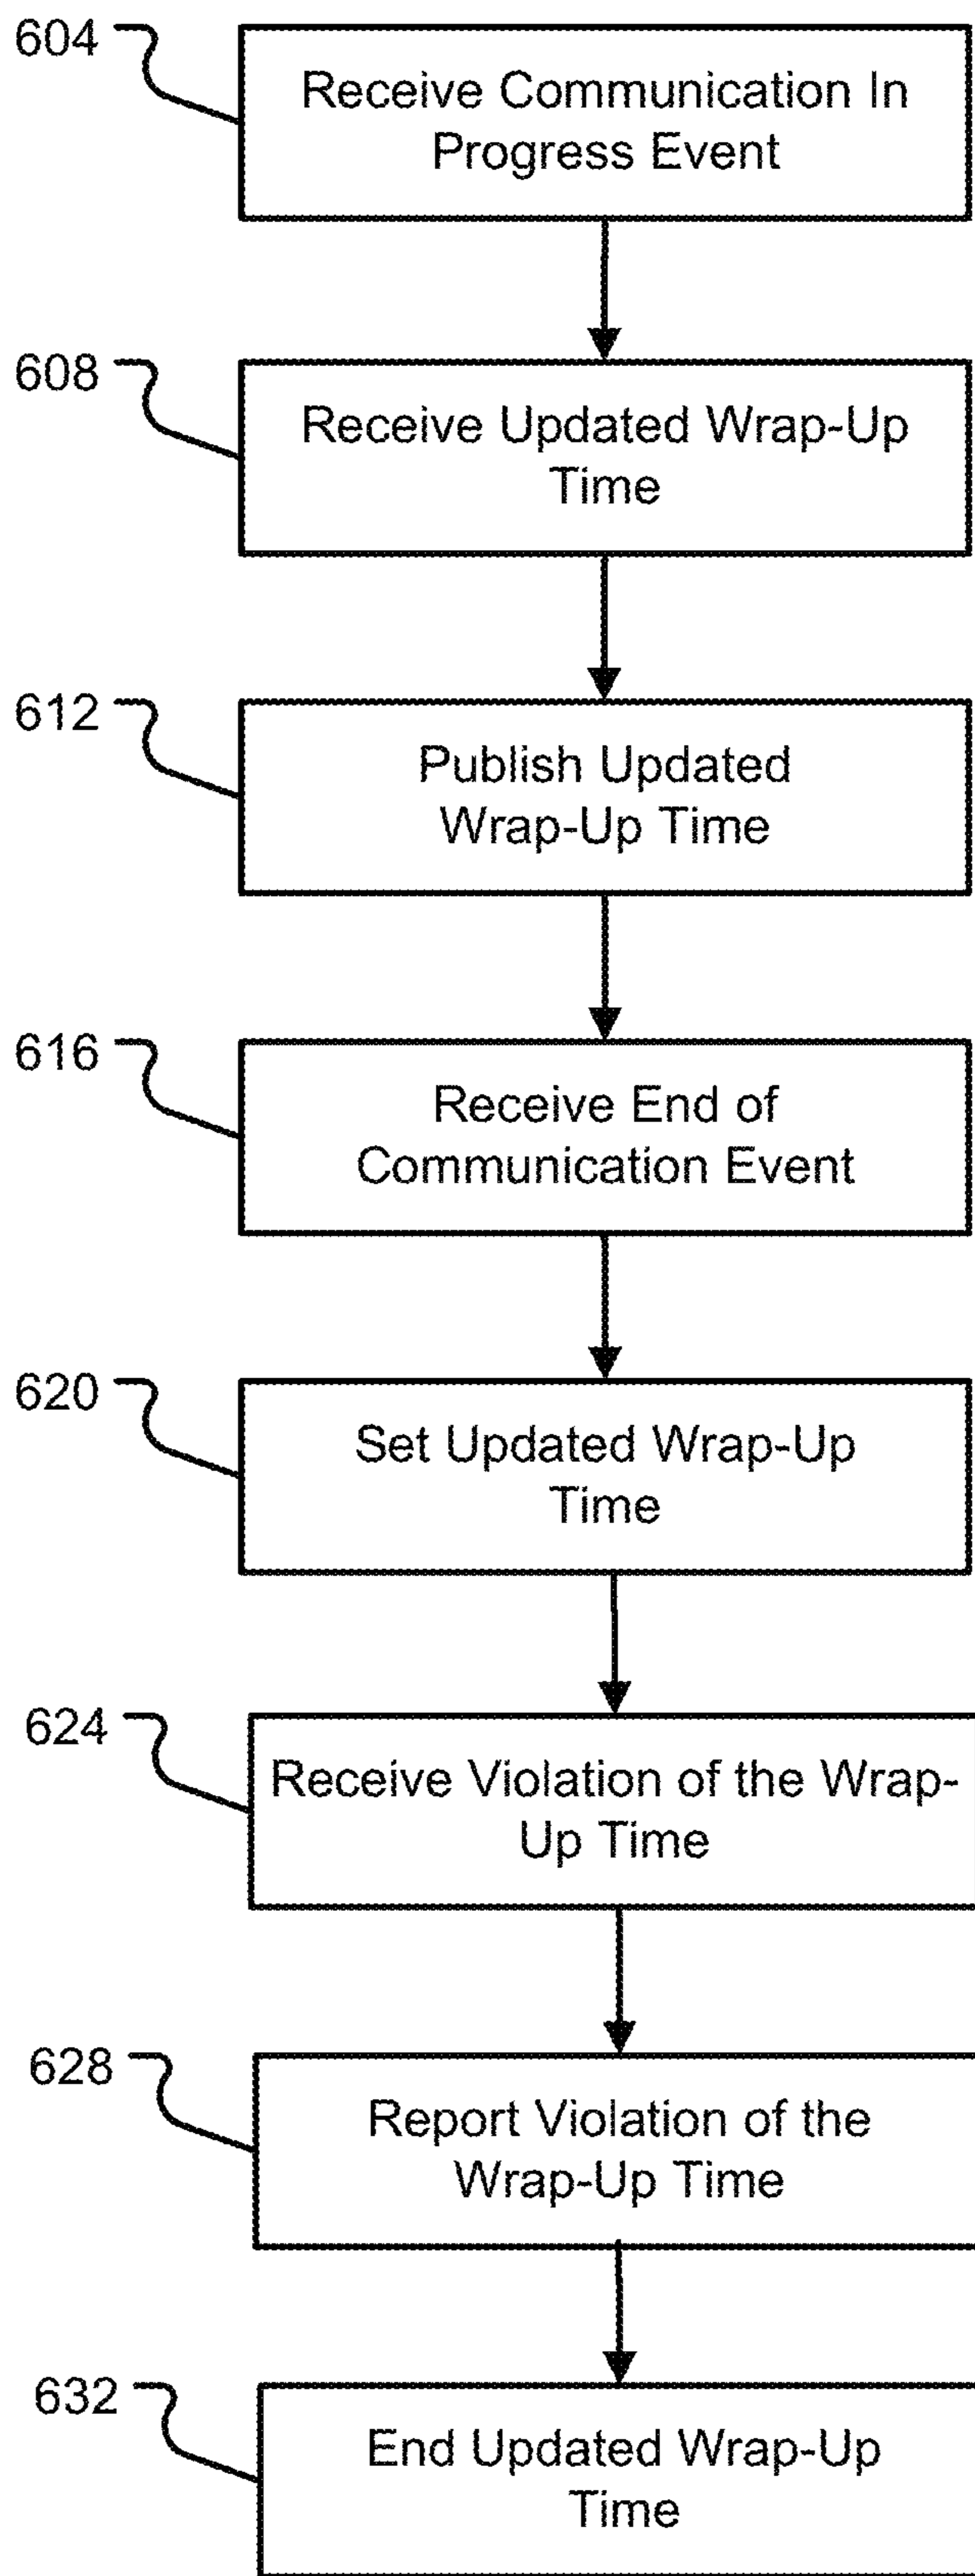 604
Receive Communication In
Progress Event
608
Receive Updated Wrap-Up
Time
612
Publish Updated
Wrap-Up Time
616
Receive End of
Communication Event
620
Set Updated Wrap-Up
Time
624
Receive Violation of the Wrap-
Up Time
628
Report Violation of the
Wrap-Up Time
632
End Updated Wrap-Up
Time